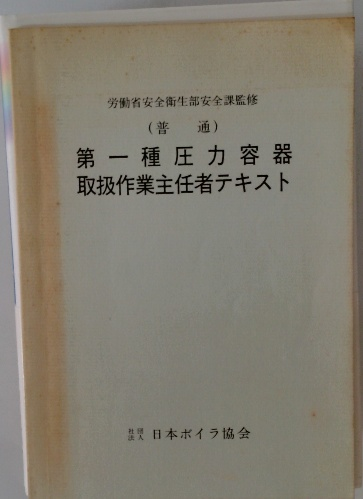 労働省安全衛生部安全課監修
(普 通)
第一種圧力容器
取扱作業主任者テキスト
社団法人 日本ボイラ協会